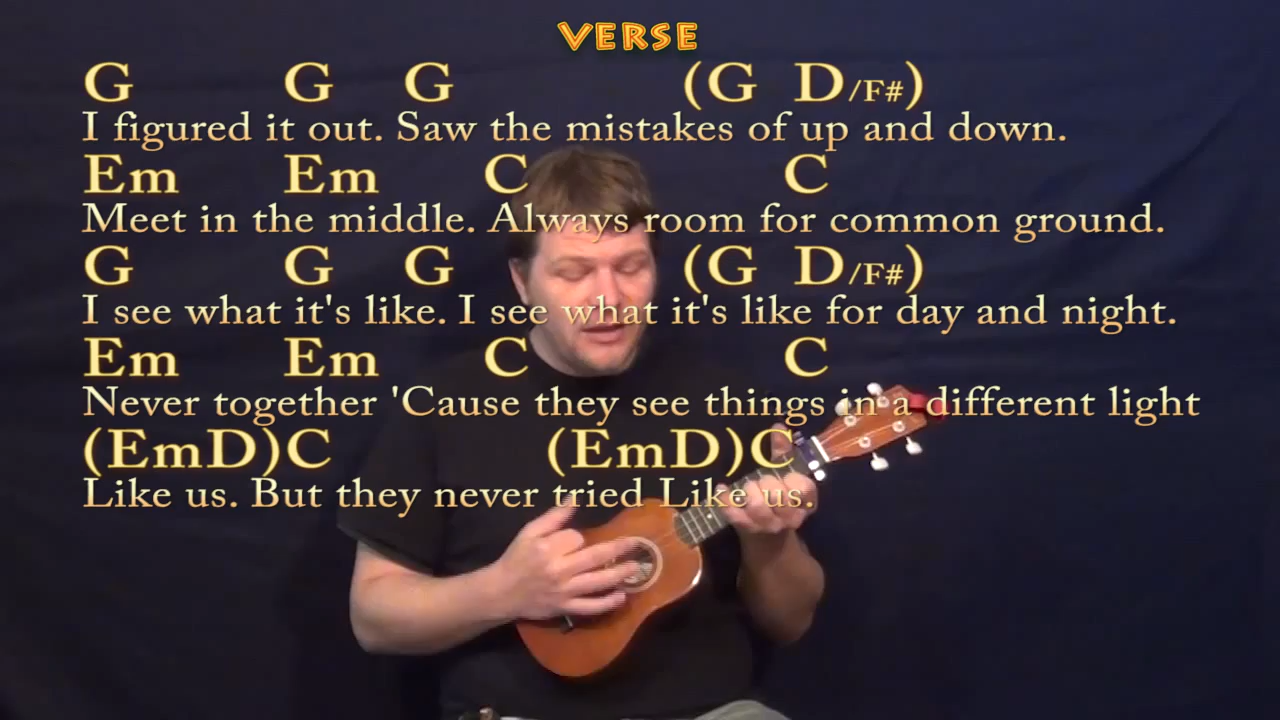 VERSE
G G G (G D/F#)
I figured it out. Saw the mistakes of up and down.
Em Em C C
Meet in the middle. Always room for common ground.
G G G (G D/F#)
I see what it's like. I see what it's like for day and night.
Em Em C C
Never together 'Cause they see things in a different light
(EmD)C (EmD)C
Like us. But they never tried Like us.